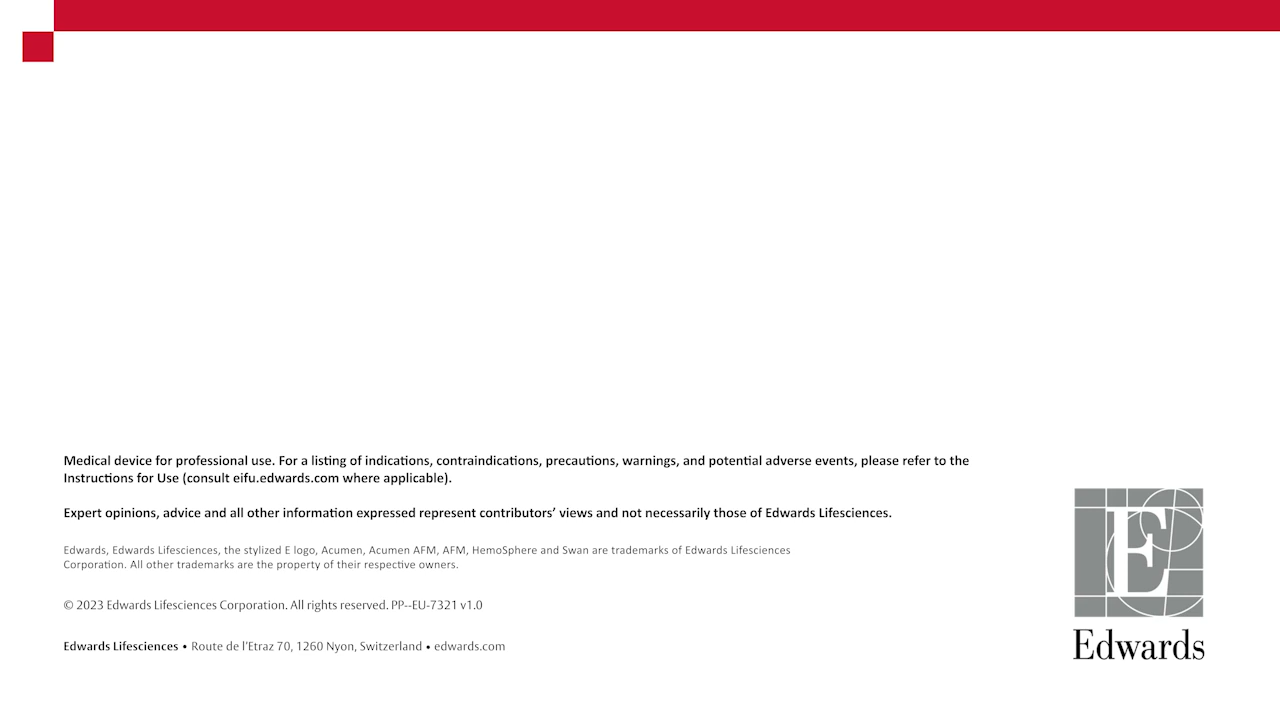 Medical device for professional use. For a listing of indications, contraindications, precautions, warnings, and potential adverse events, please refer to the
Instructions for Use (consult eifu.edwards.com where applicable).
Expert opinions, advice and all other information expressed represent contributors’ views and not necessarily those of Edwards Lifesciences.
Edwards, Edwards Lifesciences, the stylized E logo, Acumen, Acumen AFM, AFM, HemoSphere and Swan are trademarks of Edwards Lifesciences
Corporation. All other trademarks are the property of their respective owners.
© 2023 Edwards Lifesciences Corporation. All rights reserved. PP--EU-7321 v1.0
Edwards Lifesciences • Route de l’Etraz 70, 1260 Nyon, Switzerland • edwards.com
E
Edwards